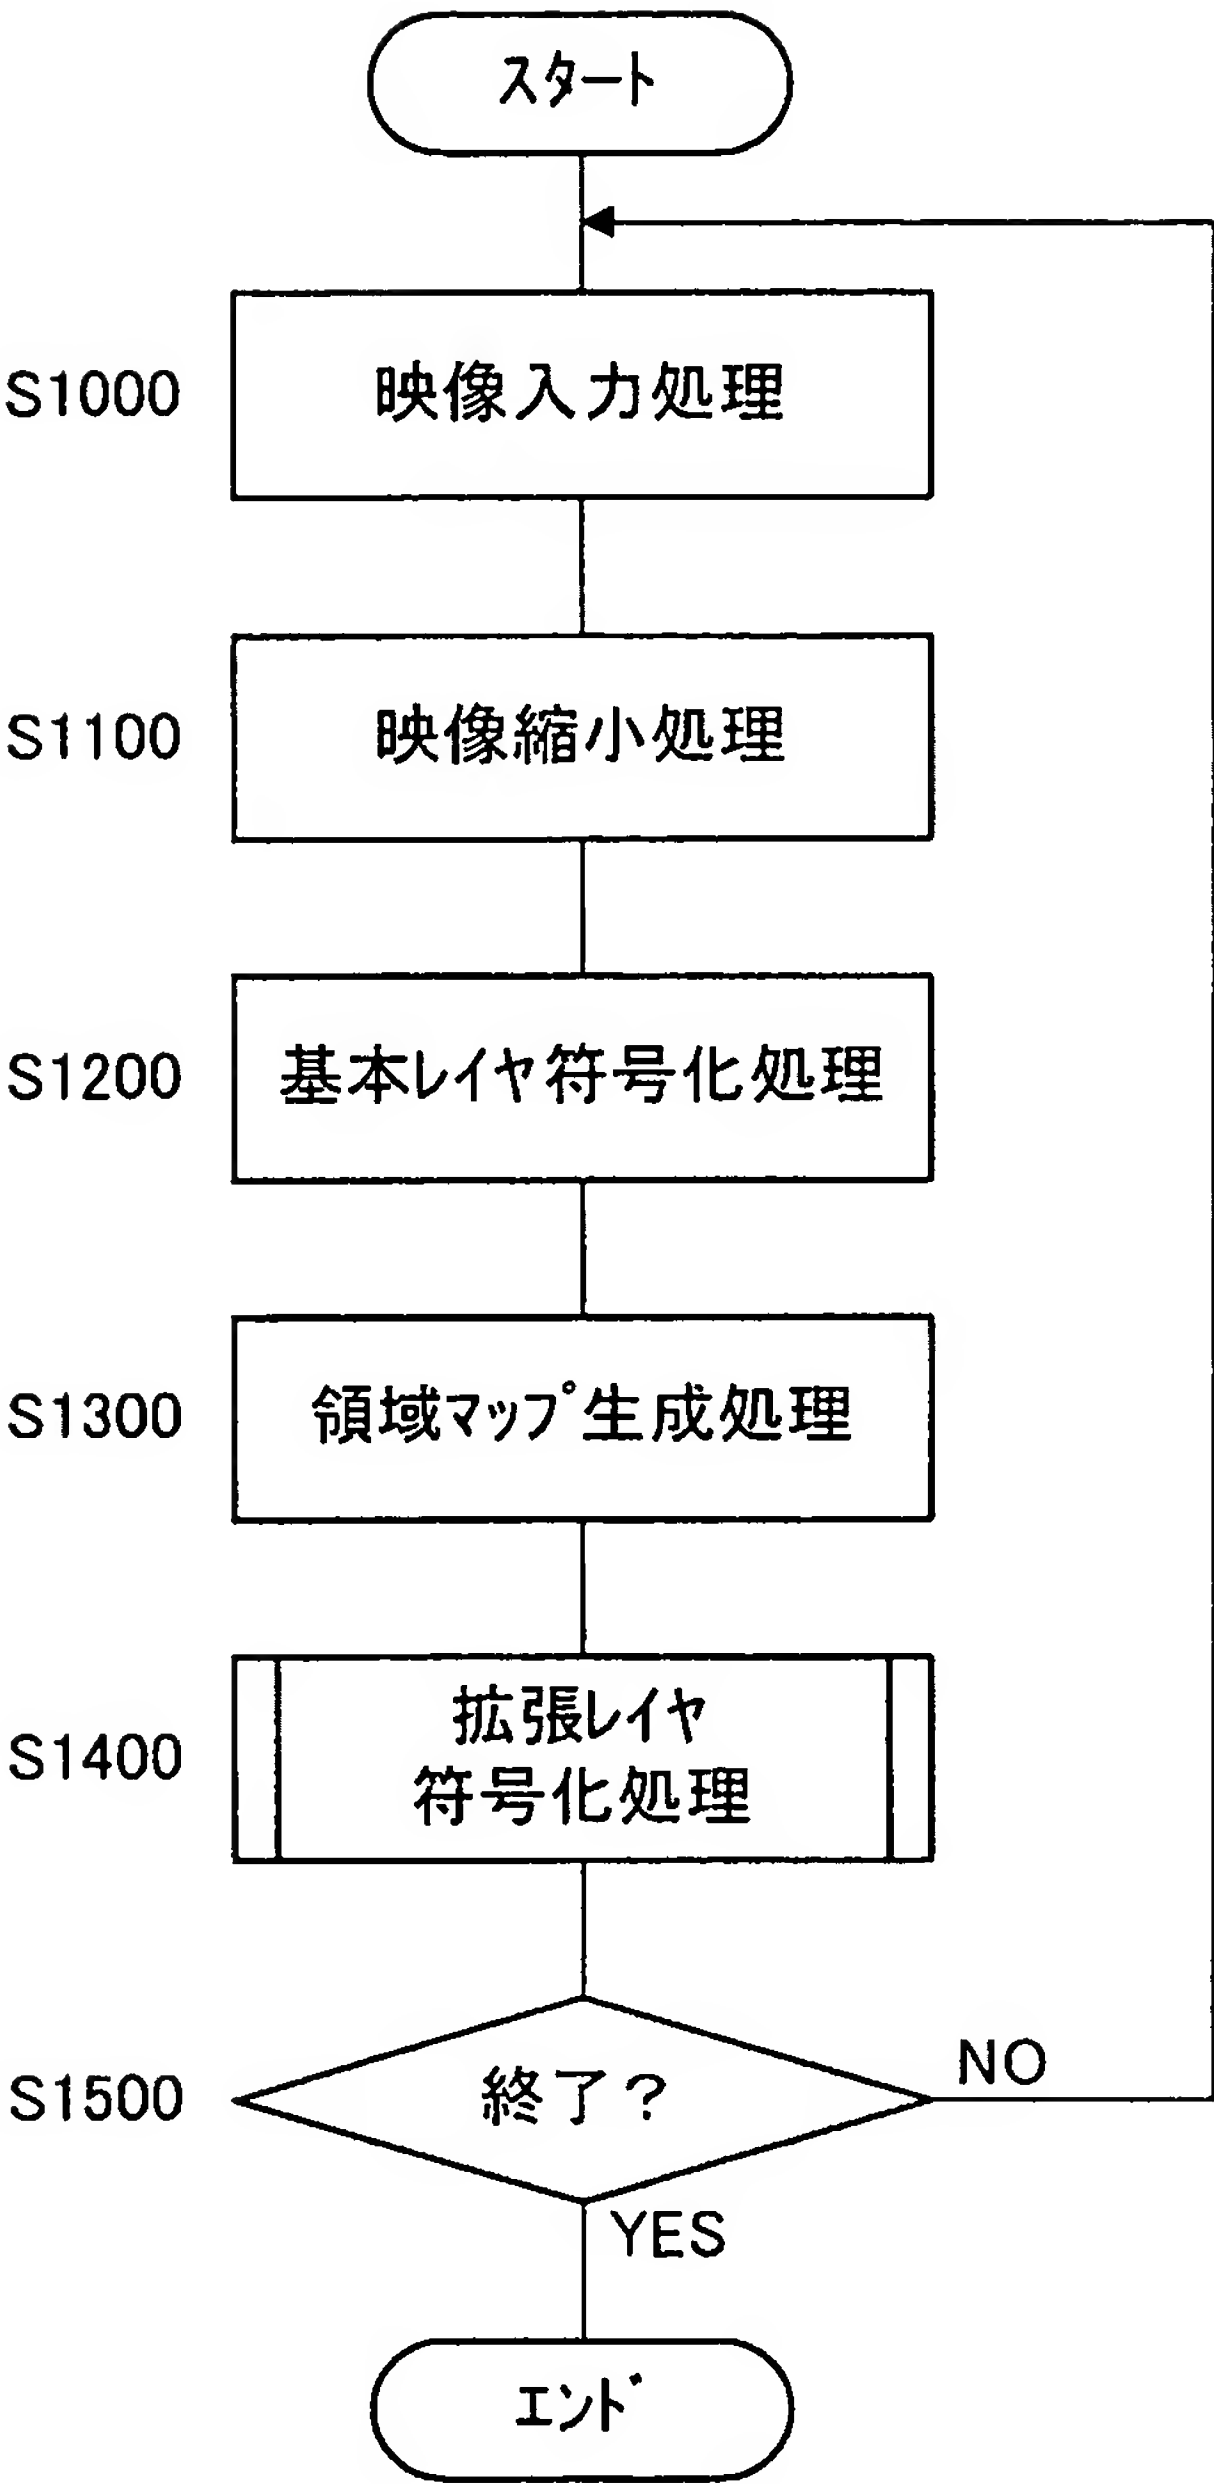 スタート
S1000
映像入力処理
S1100
映像縮小処理
S1200
基本レイヤ符号化処理
S1300
領域マップ生成処理
S1400
拡張レイヤ
符号化処理
S1500
終了?
NO
YES
エンド